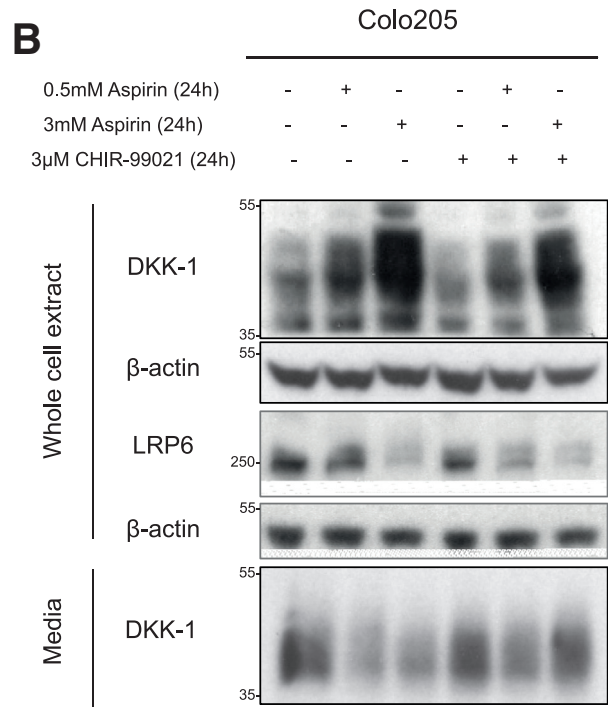 B
Colo205
0.5mM Aspirin (24h) - + - - + -
3mM Aspirin (24h) - - + - - +
3μM CHIR-99021 (24h) - - - + + +
Whole cell extract
55
DKK-1
35
55
β-actin
LRP6
250
55
β-actin
Media
55
DKK-1
35